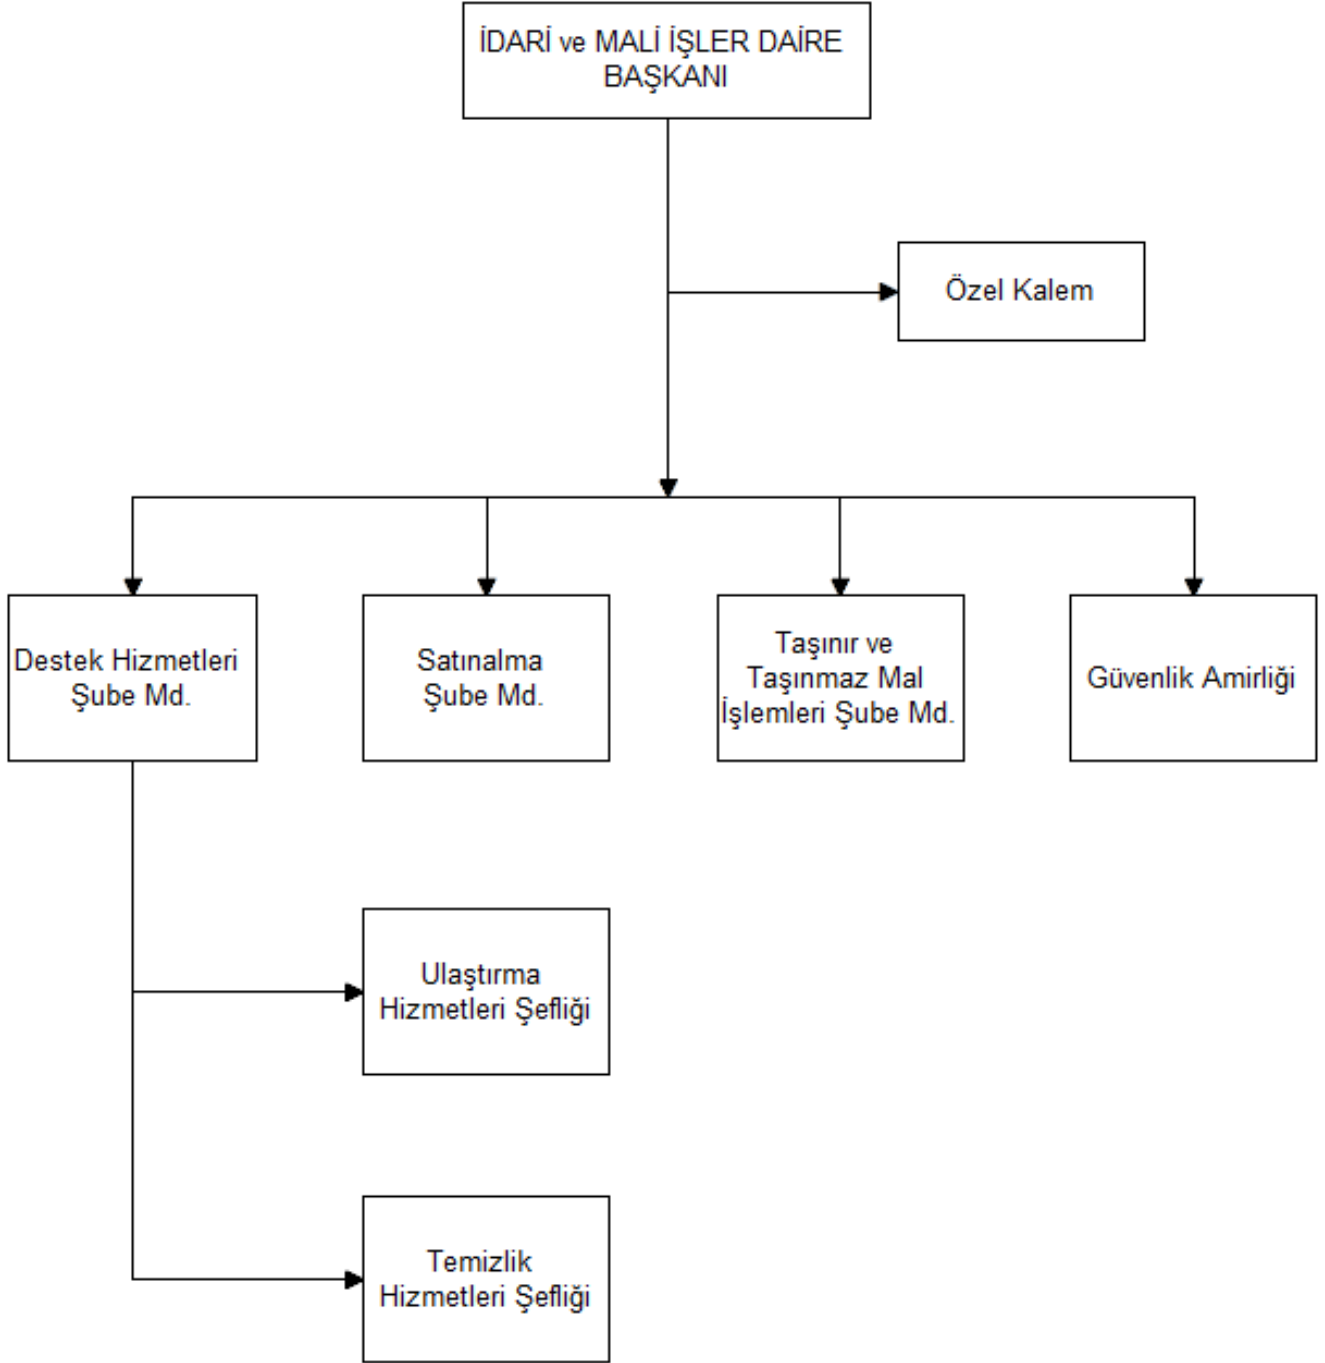 İDARİ ve MALİ İŞLER DAİRE
BAŞKANI
Özel Kalem
Destek Hizmetleri
Şube Md.
Satınalma
Şube Md.
Taşınır ve
Taşınmaz Mal
İşlemleri Şube Md.
Güvenlik Amirliği
Ulaştırma
Hizmetleri Şefliği
Temizlik
Hizmetleri Şefliği